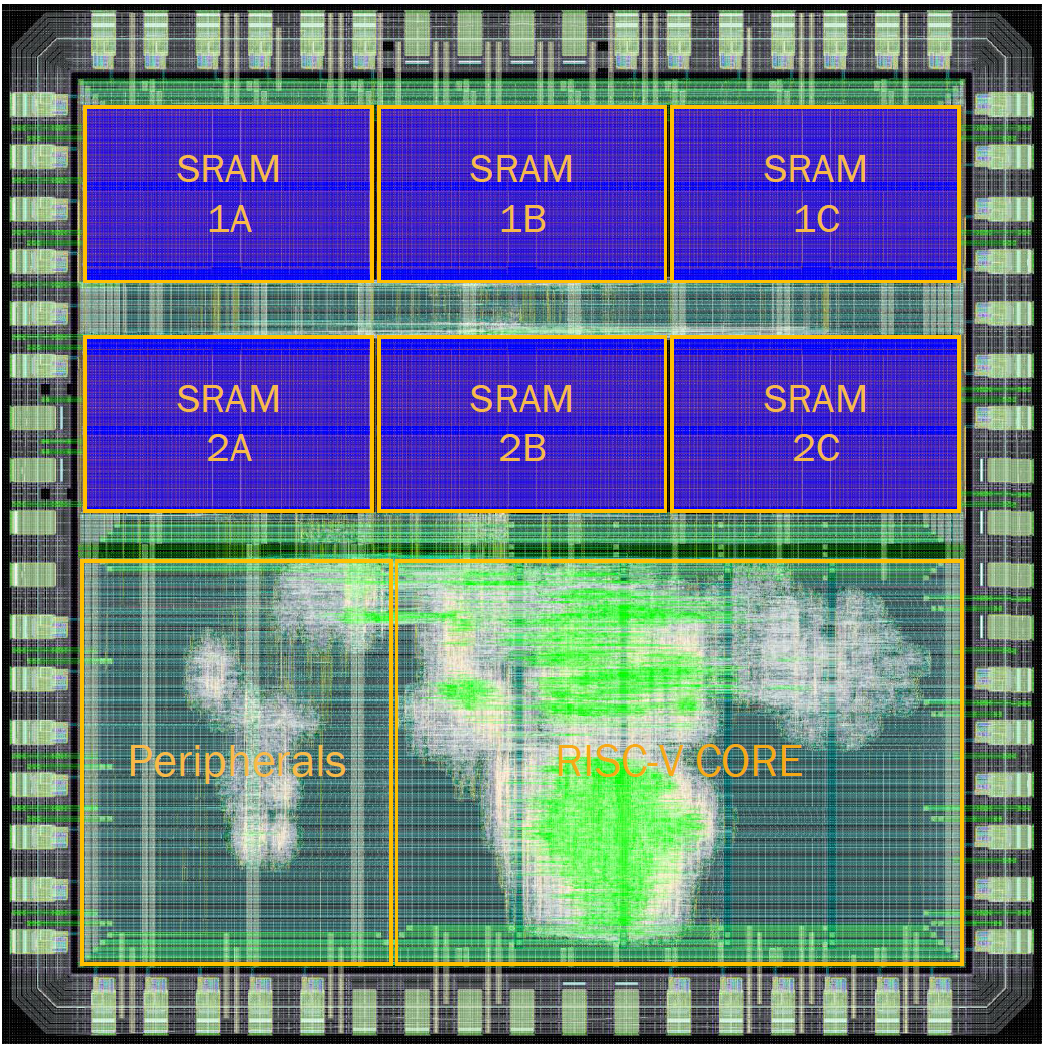 SRAM
1A
SRAM
1B
SRAM
1C
SRAM
2A
SRAM
2B
SRAM
2C
Peripherals
RISC-V CORE